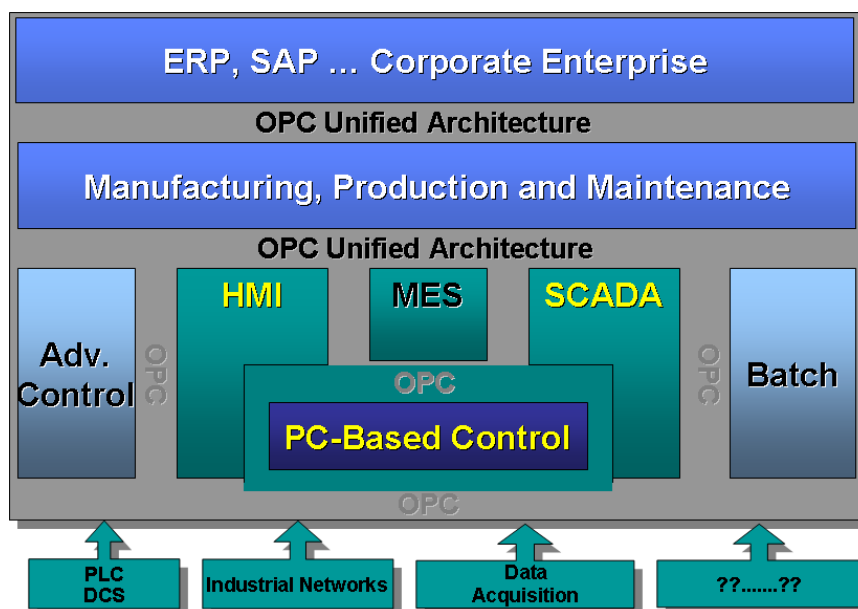 ERP, SAP ... Corporate Enterprise
OPC Unified Architecture
Manufacturing, Production and Maintenance
OPC Unified Architecture
HMI
MES
SCADA
Adv.
Control
OPC
OPC
OPC
Batch
PC-Based Control
OPC
PLC
DCS
Industrial Networks
Data
Acquisition
??.......??